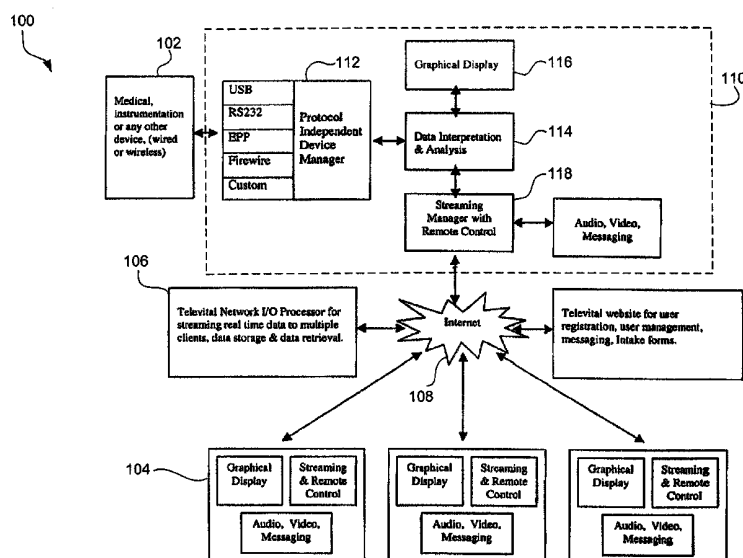 100
102
Medical,
instrumentation
or any other
device, (wired
or wireless)
112
USB
RS232
EPP
Firewire
Custom
Protocol
Independent
Device
Manager
Graphical Display
116
110
Data Interpretation
& Analysis
114
118
Streaming
Manager with
Remote Control
Audio, Video,
Messaging
106
Televital Network I/O Processor for
streaming real time data to multiple
clients, data storage & data retrieval.
Internet
108
Televital website for user
registration, user management,
messaging, Intake forms.
104
Graphical
Display
Streaming
& Remote
Control
Audio, Video,
Messaging
Graphical
Display
Streaming
& Remote
Control
Audio, Video,
Messaging
Graphical
Display
Streaming
& Remote
Control
Audio, Video,
Messaging